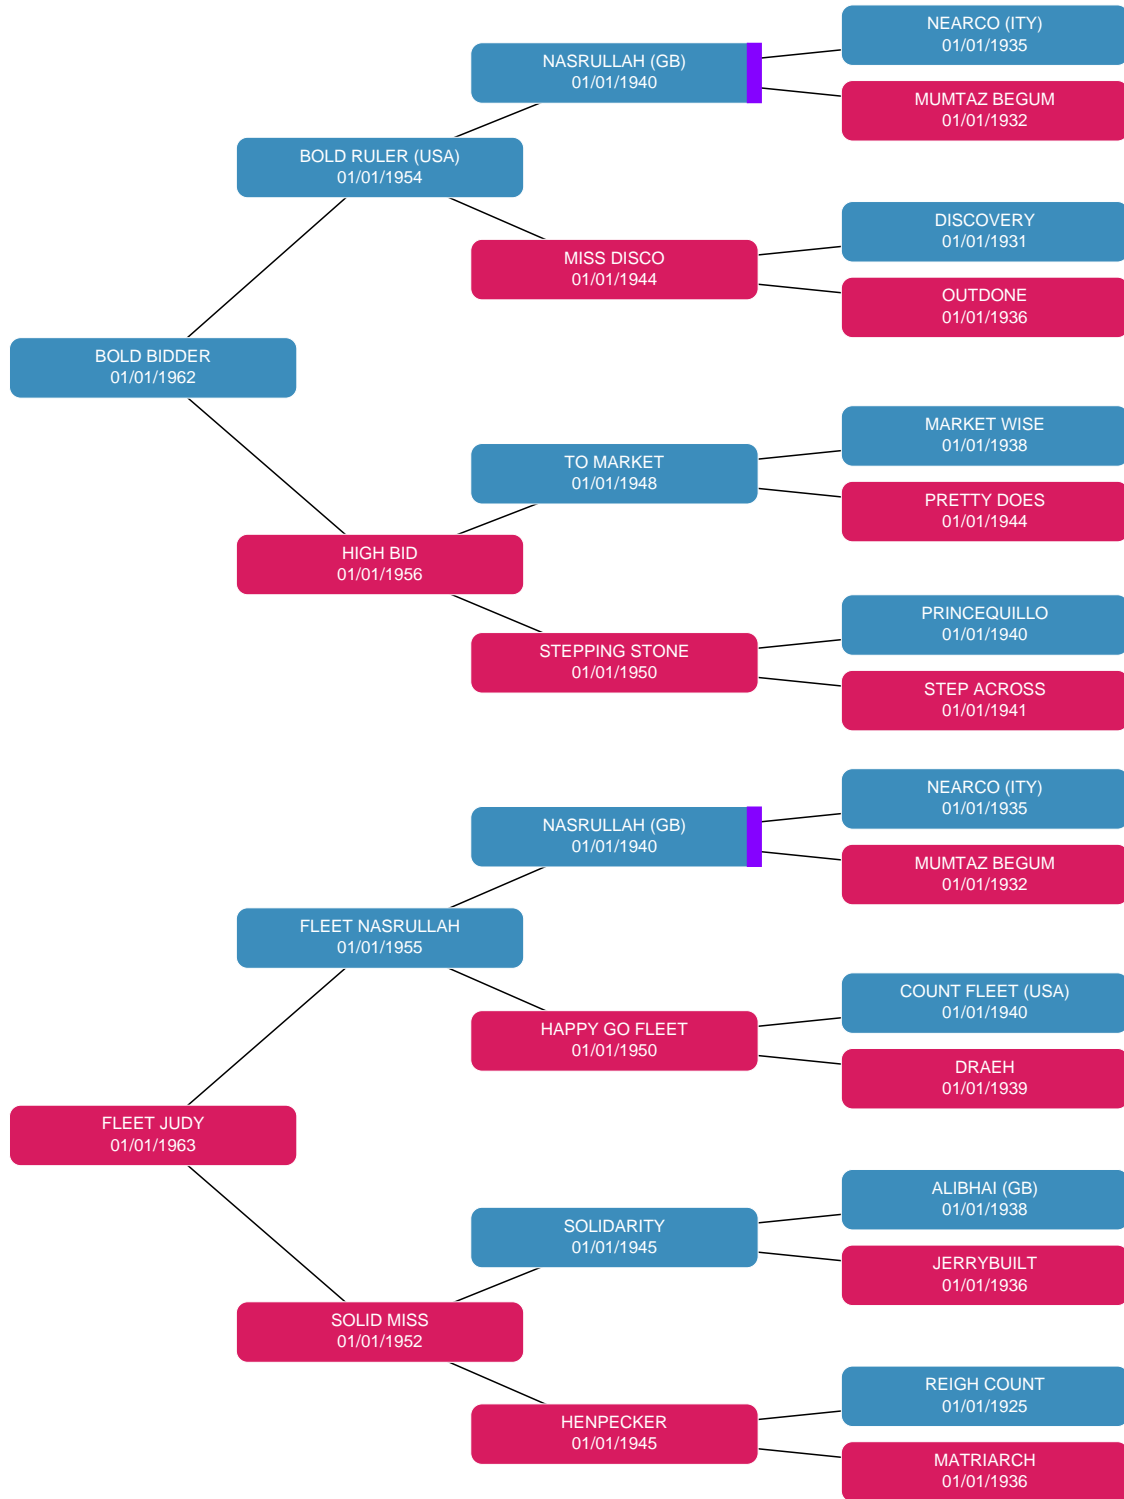 NEARCO (ITY)
01/01/1935
NASRULLAH (GB)
01/01/1940
MUMTAZ BEGUM
01/01/1932
BOLD RULER (USA)
01/01/1954
DISCOVERY
01/01/1931
MISS DISCO
01/01/1944
OUTDONE
01/01/1936
BOLD BIDDER
01/01/1962
MARKET WISE
01/01/1938
TO MARKET
01/01/1948
PRETTY DOES
01/01/1944
HIGH BID
01/01/1956
PRINCEQUILLO
01/01/1940
STEPPING STONE
01/01/1950
STEP ACROSS
01/01/1941
NEARCO (ITY)
01/01/1935
NASRULLAH (GB)
01/01/1940
MUMTAZ BEGUM
01/01/1932
FLEET NASRULLAH
01/01/1955
COUNT FLEET (USA)
01/01/1940
HAPPY GO FLEET
01/01/1950
DRAEH
01/01/1939
FLEET JUDY
01/01/1963
ALIBHAI (GB)
01/01/1938
SOLIDARITY
01/01/1945
JERRYBUILT
01/01/1936
SOLID MISS
01/01/1952
REIGH COUNT
01/01/1925
HENPECKER
01/01/1945
MATRIARCH
01/01/1936